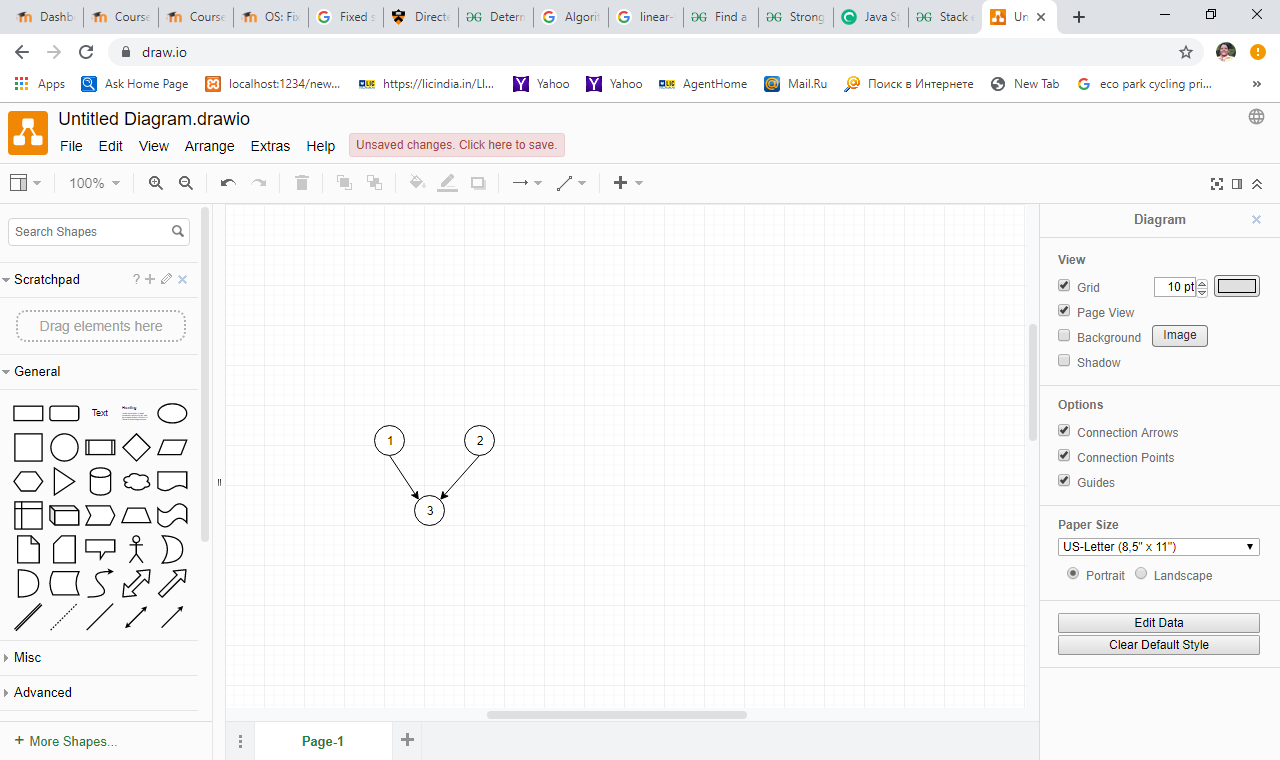 Dashb Course Course OS: Fix Fixed s Directe Determ Algorit linear- Find a Strong Java St Stack Un
draw.io
Apps Ask Home Page localhost:1234/new... https://licindia.in/LI... Yahoo Yahoo AgentHome Mail.Ru Поиск в Интернете New Tab eco park cycling pri... »
Untitled Diagram.drawio
File Edit View Arrange Extras Help Unsaved changes. Click here to save.
100%
Search Shapes
Scratchpad ?
Drag elements here
General
Text Heading
Misc
Advanced
+ More Shapes...
1 2
3
Page-1
Diagram
View
Grid 10 pt
Page View
Background Image
Shadow
Options
Connection Arrows
Connection Points
Guides
Paper Size
US-Letter (8,5" x 11")
Portrait Landscape
Edit Data
Clear Default Style